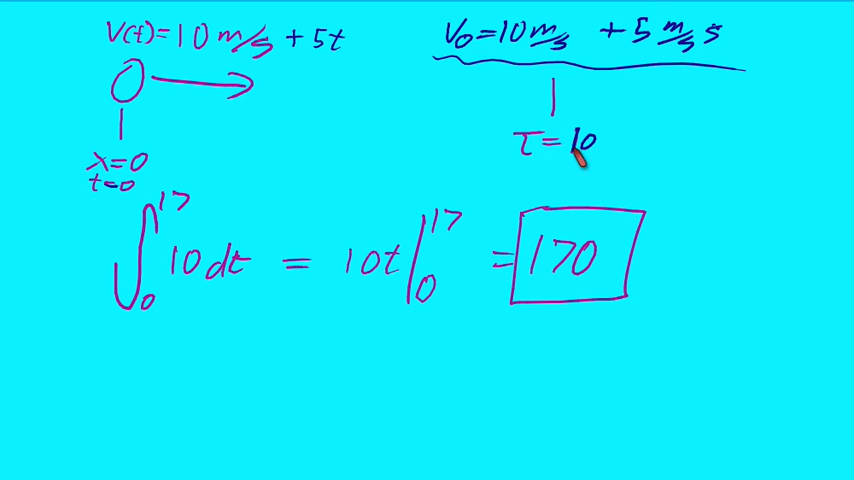 V(t)=10 m/s +5t
V0=10 m/s +5 m/s s
x=0
t=0
τ=10
∫₀¹⁷ 10dt = 10t|₀¹⁷ = 170